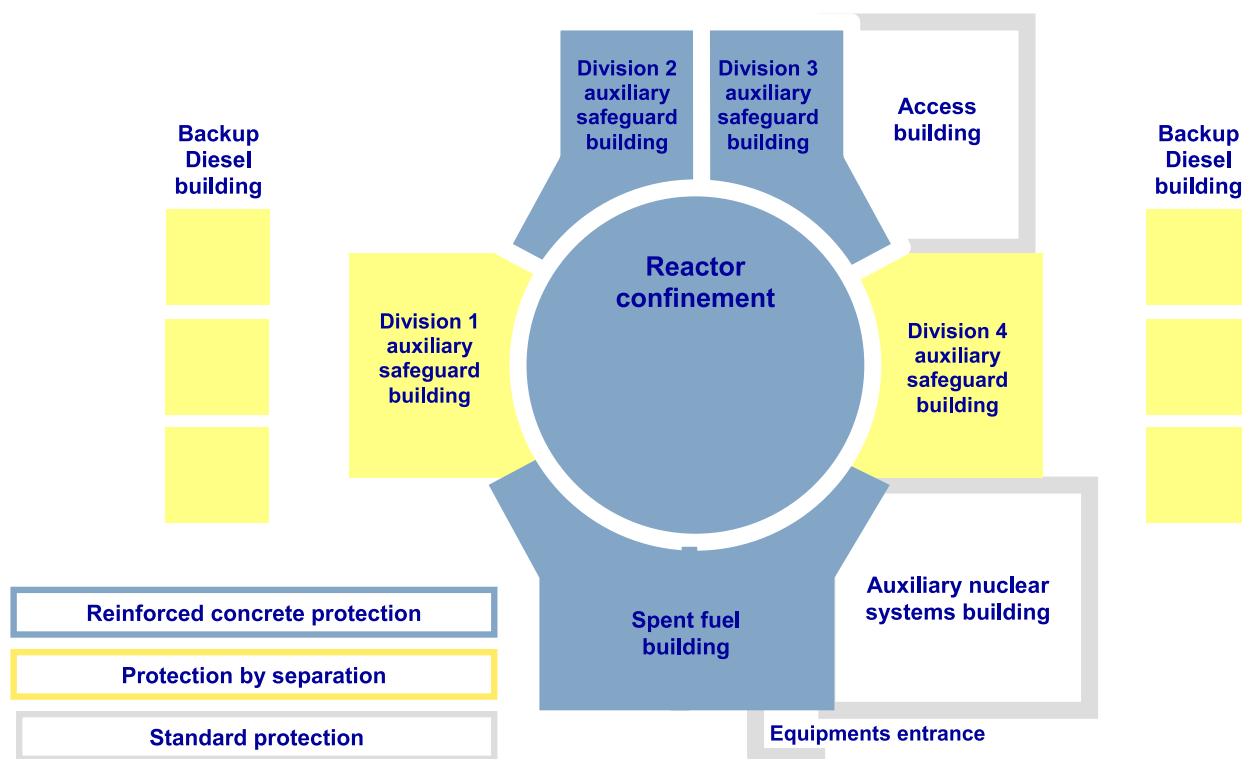 Division 2
auxiliary
safeguard
building
Division 3
auxiliary
safeguard
building
Access
building
Backup
Diesel
building
Backup
Diesel
building
Reactor
confinement
Division 1
auxiliary
safeguard
building
Division 4
auxiliary
safeguard
building
Auxiliary nuclear
systems building
Spent fuel
building
Reinforced concrete protection
Protection by separation
Standard protection
Equipments entrance